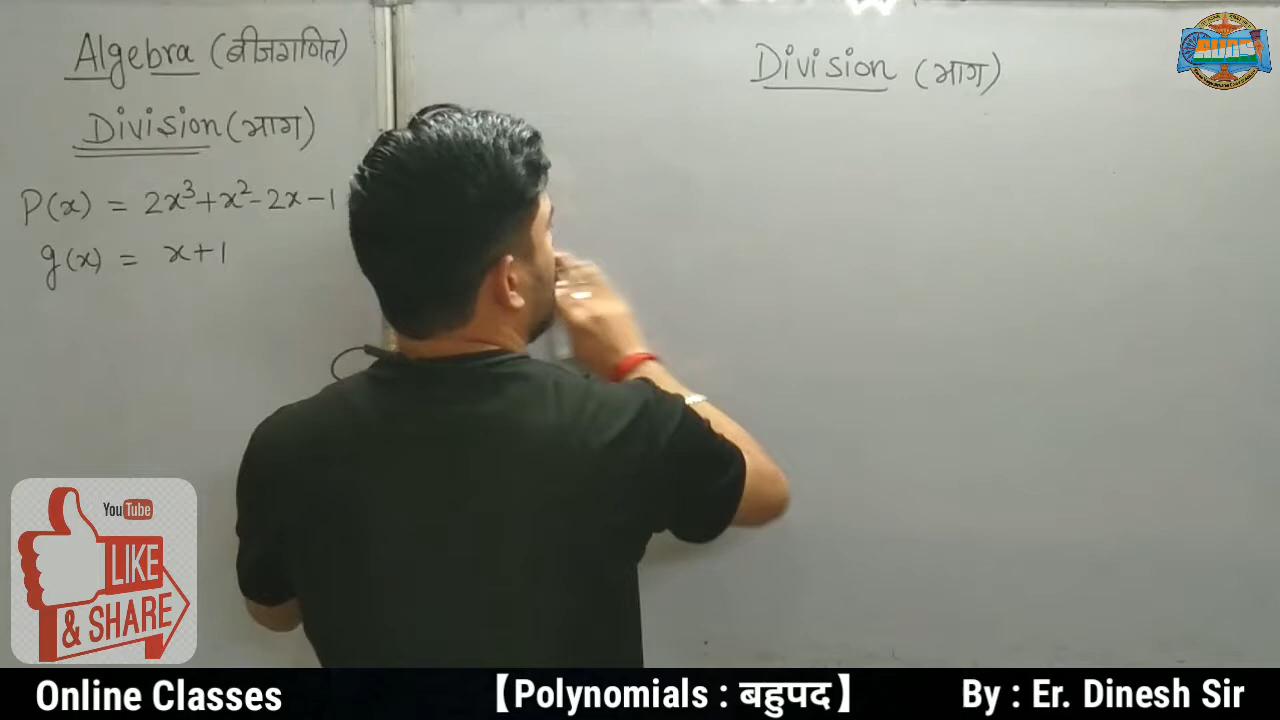 Algebra (बीजगणित)
Division (भाग)
P(x) = 2x³+x²-2x-1
g(x) = x+1
Division (भाग)
YouTube
LIKE
& SHARE
Online Classes
【Polynomials : बहुपद】
By : Er. Dinesh Sir